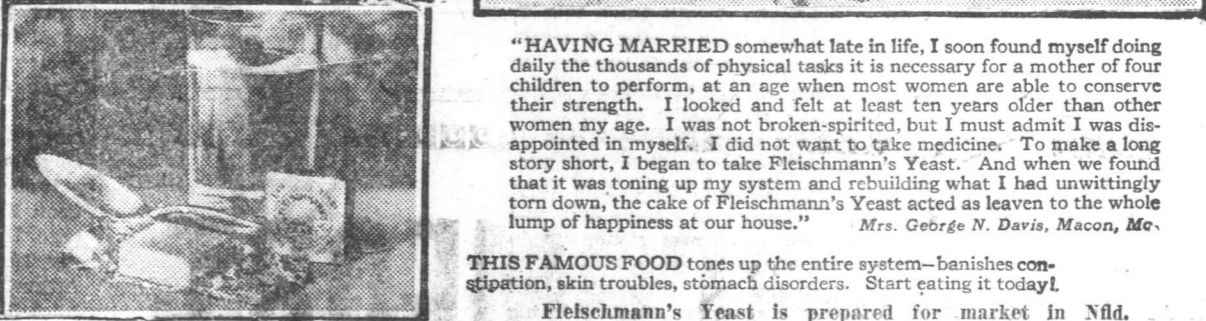 "HAVING MARRIED somewhat late in life, I soon found myself doing
daily the thousands of physical tasks it is necessary for a mother of four
children to perform, at an age when most women are able to conserve
their strength. I looked and felt at least ten years older than other
women my age. I was not broken-spirited, but I must admit I was dis-
appointed in myself. I did not want to take medicine. To make a long
story short, I began to take Fleischmann's Yeast. And when we found
that it was toning up my system and rebuilding what I had unwittingly
torn down, the cake of Fleischmann's Yeast acted as leaven to the whole
lump of happiness at our house." Mrs. George N. Davis, Macon, Mo.
THIS FAMOUS FOOD tones up the entire system—banishes con-
stipation, skin troubles, stomach disorders. Start eating it today!
Fleischmann's Yeast is prepared for market in Nfld.